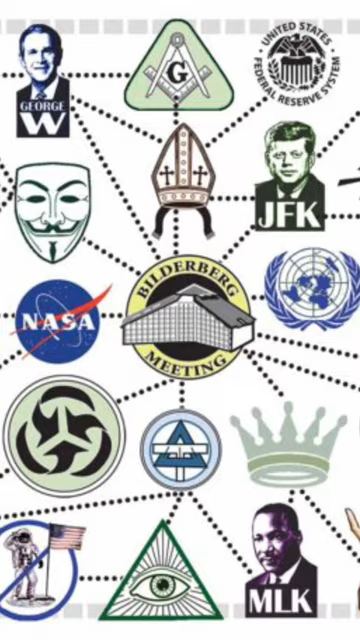 G
UNITED STATES
FEDERAL RESERVE SYSTEM
GEORGE
W
JFK
BILDERBERG
MEETING
NASA
MLK